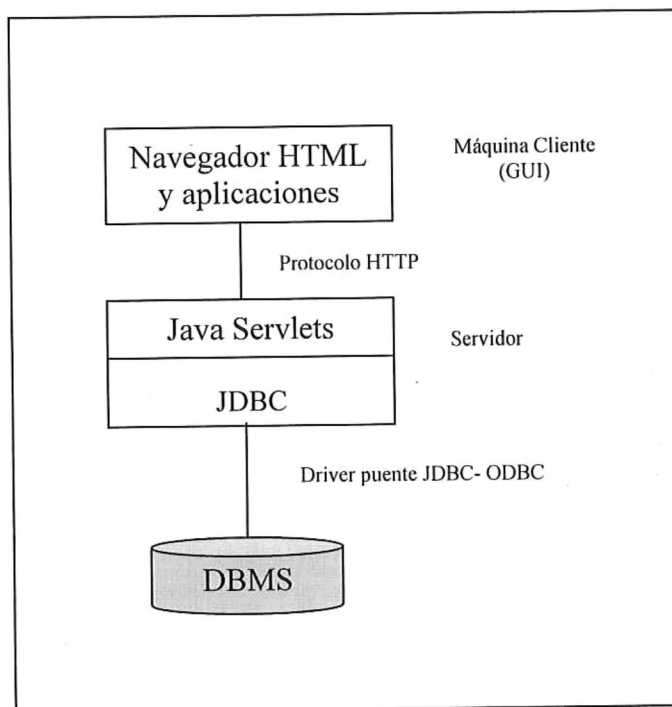 Navegador HTML
y aplicaciones
Máquina Cliente
(GUI)
Protocolo HTTP
Java Servlets
Servidor
JDBC
Driver puente JDBC- ODBC
DBMS